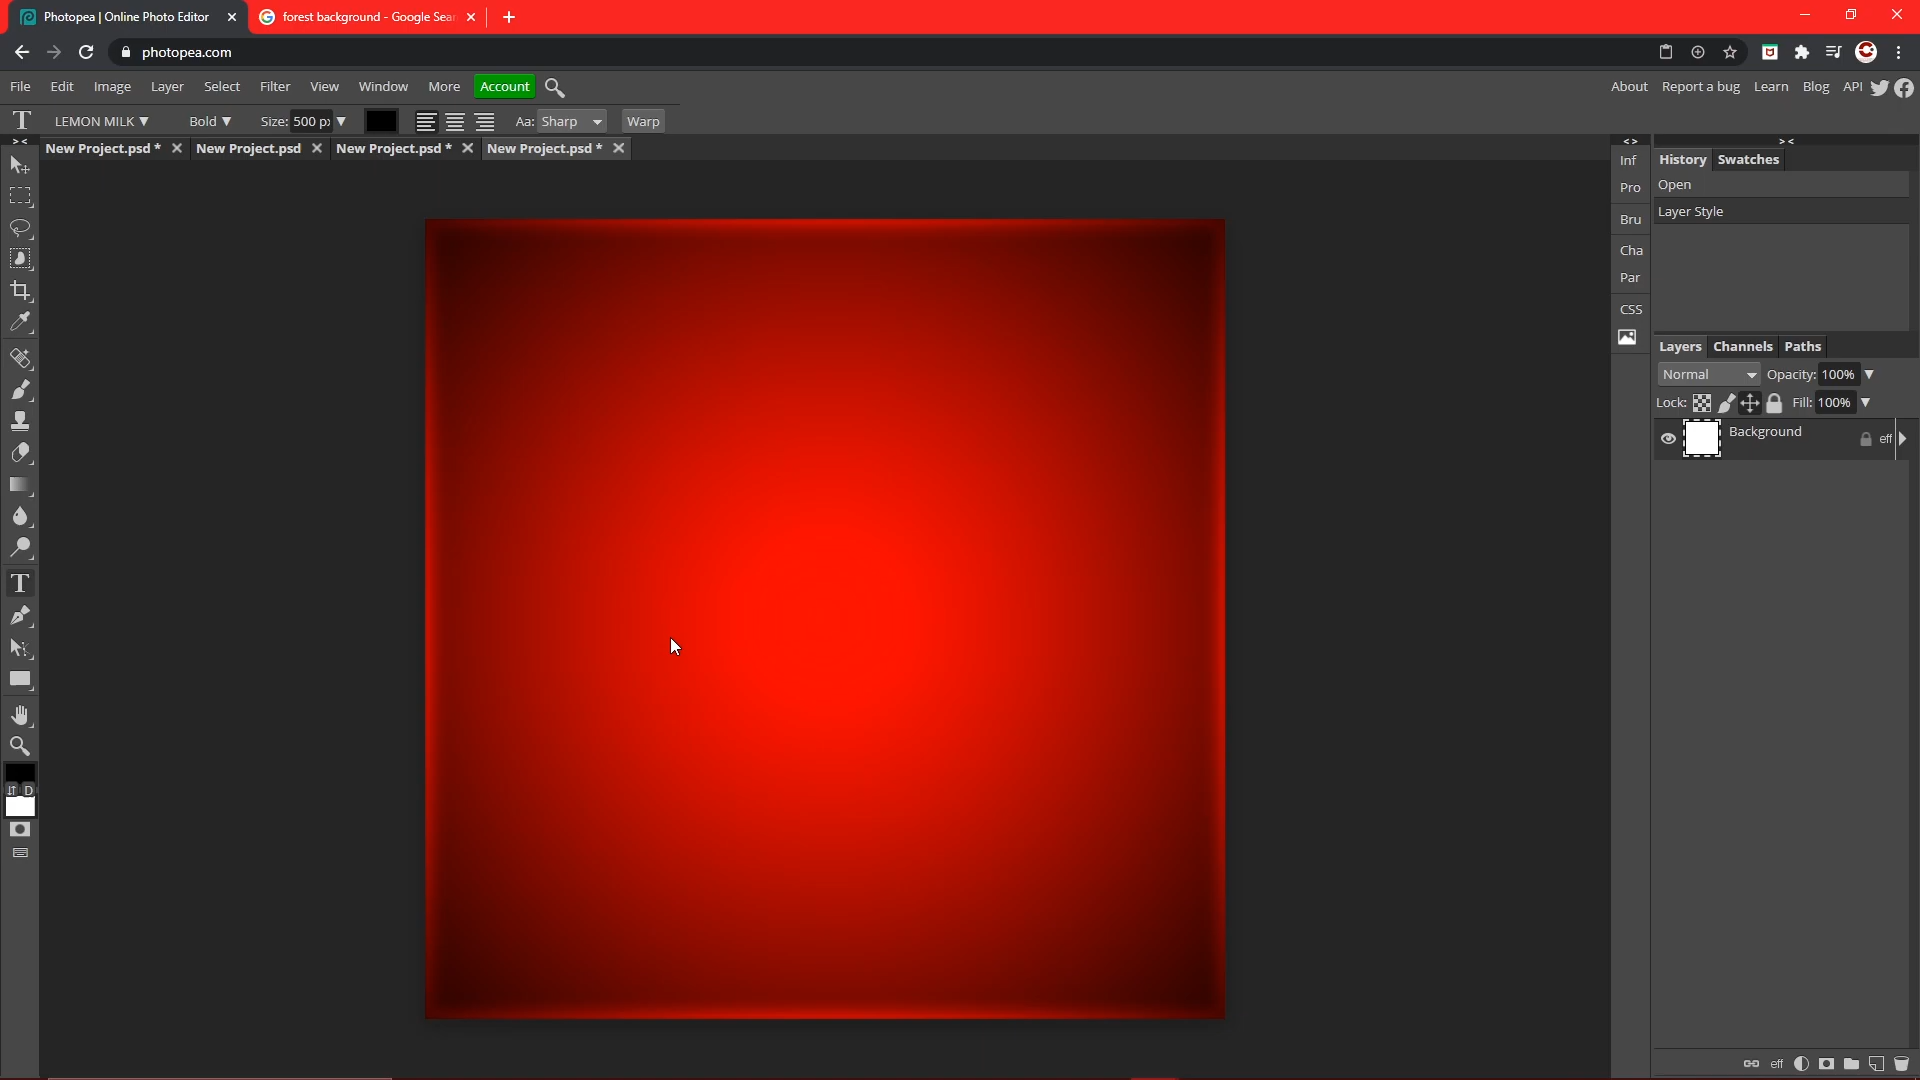 Photopea | Online Photo Editor
forest background - Google Sear
photopea.com
File Edit Image Layer Select Filter View Window More Account
About Report a bug Learn Blog API
T LEMON MILK Bold Size: 500 px Aa: Sharp Warp
New Project.psd * New Project.psd New Project.psd * New Project.psd *
Inf
Pro
Bru
Cha
Par
CSS
History Swatches
Open
Layer Style
Layers Channels Paths
Normal Opacity: 100%
Lock: Fill: 100%
Background eff
T
D
eff